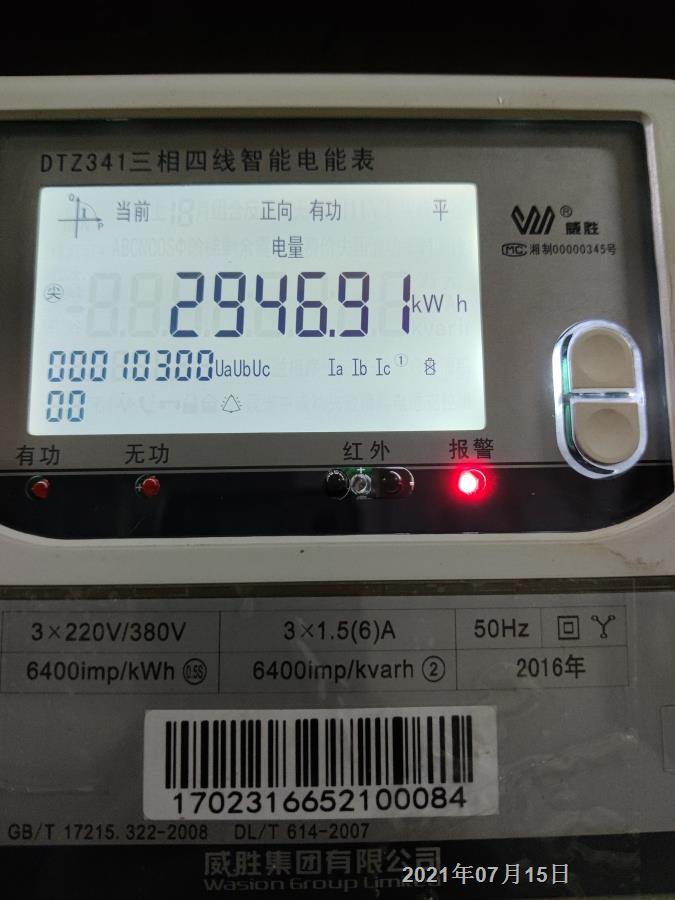 DTZ341三相四线智能电能表
当前 正向 有功 平
电量
尖
2946.91 kWh
00010300 UaUbUc Ia Ib Ic ①
00
威胜®
MC 湘制00000345号
有功 无功 红外 报警
3×220V/380V 3×1.5(6)A 50Hz
6400imp/kWh 0.5S 6400imp/kvarh ② 2016年
1702316652100084
GB/T 17215.322-2008 DL/T 614-2007
威胜集团有限公司
Wasion Group Limited
2021年07月15日